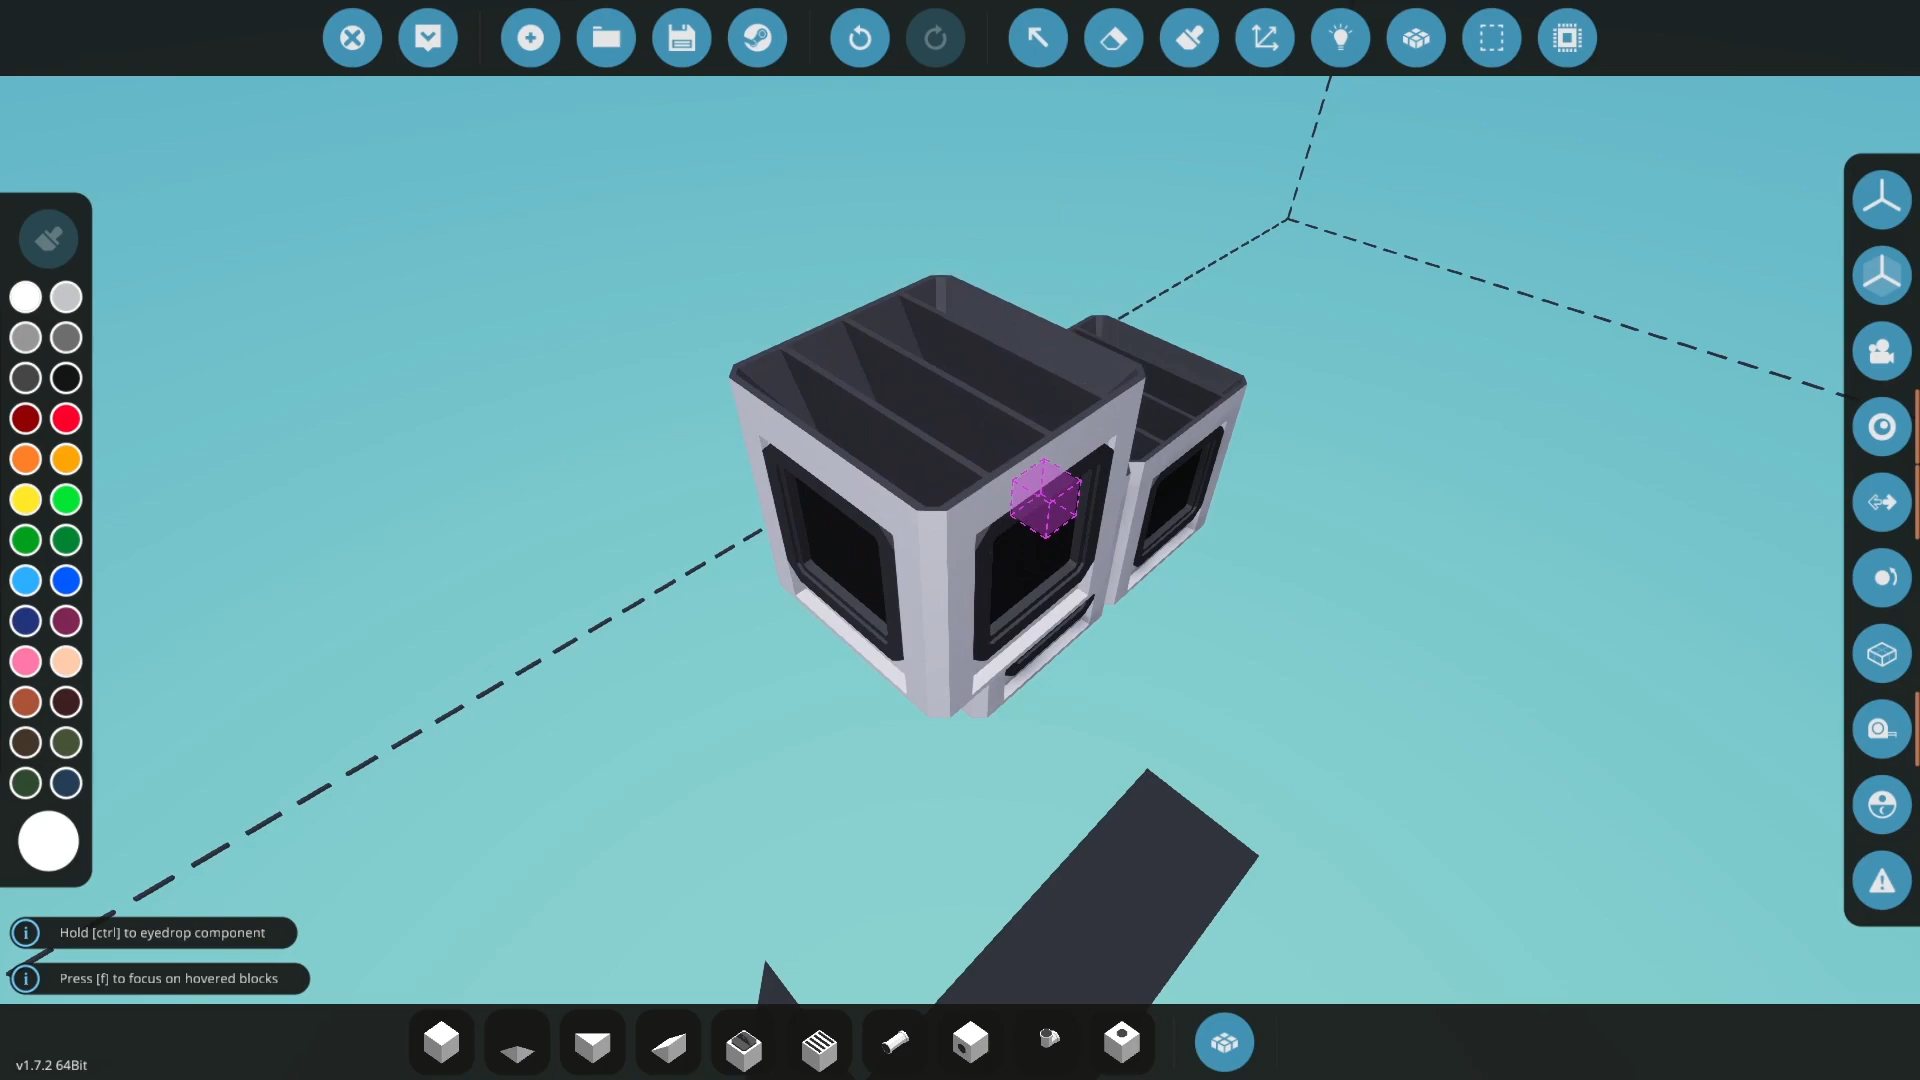 Hold [ctrl] to eyedrop component
Press [f] to focus on hovered blocks
v1.7.2 64Bit